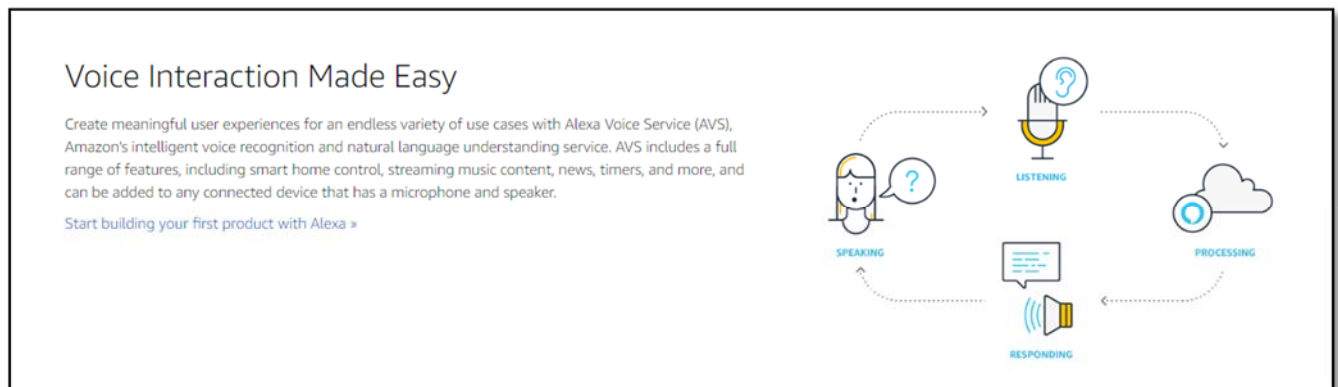 Voice Interaction Made Easy
Create meaningful user experiences for an endless variety of use cases with Alexa Voice Service (AVS),
Amazon's intelligent voice recognition and natural language understanding service. AVS includes a full
range of features, including smart home control, streaming music content, news, timers, and more, and
can be added to any connected device that has a microphone and speaker.
Start building your first product with Alexa »
?
LISTENING
SPEAKING
PROCESSING
RESPONDING